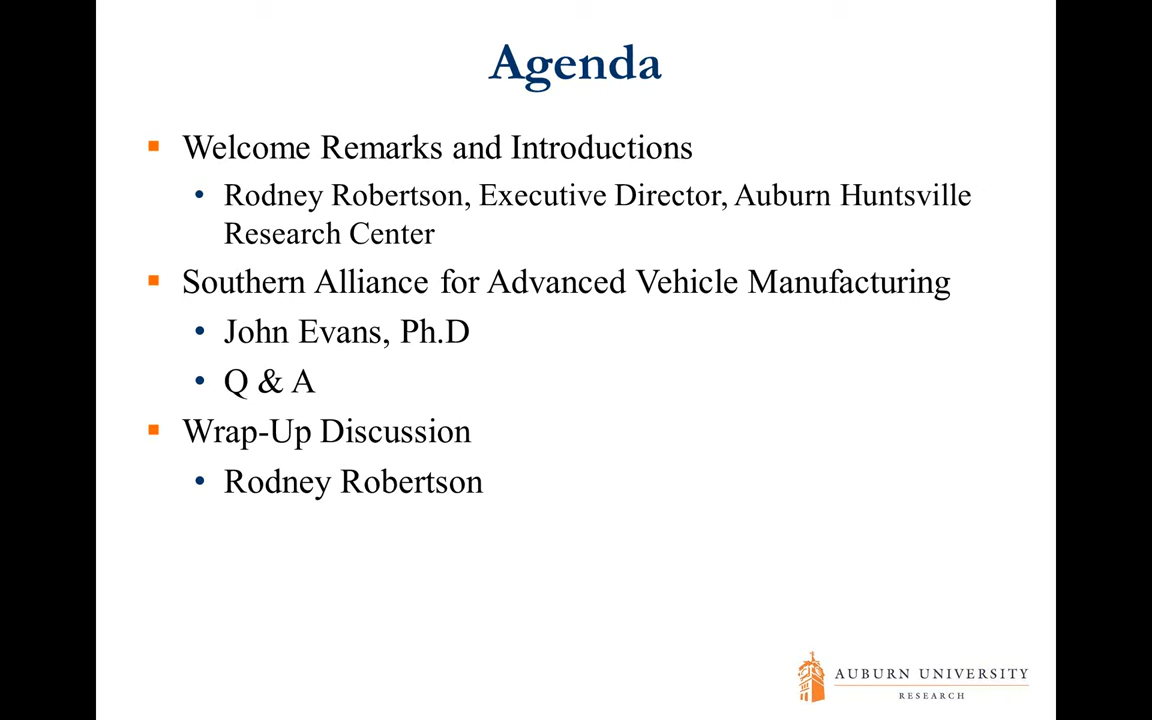 Agenda
Welcome Remarks and Introductions
Rodney Robertson, Executive Director, Auburn Huntsville
Research Center
Southern Alliance for Advanced Vehicle Manufacturing
John Evans, Ph.D
Q & A
Wrap-Up Discussion
Rodney Robertson
AUBURN UNIVERSITY
RESEARCH